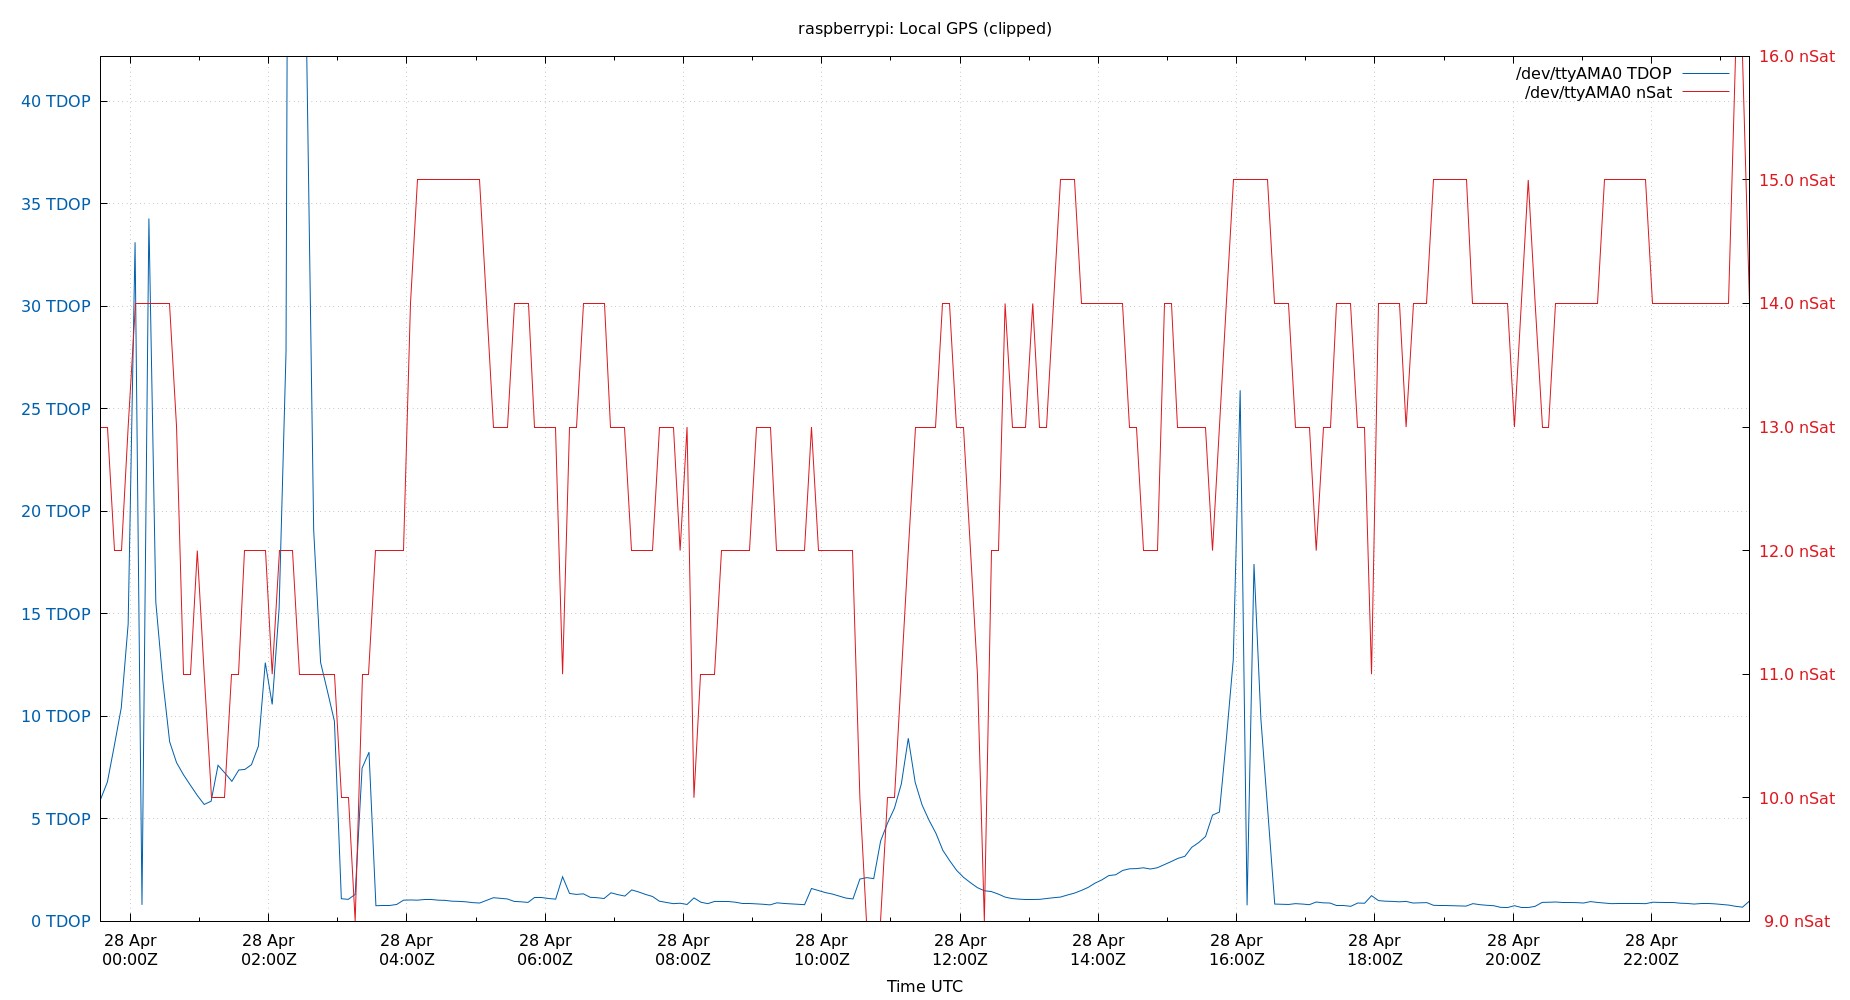 raspberrypi: Local GPS (clipped)
/dev/ttyAMA0 TDOP
/dev/ttyAMA0 nSat
40 TDOP
35 TDOP
30 TDOP
25 TDOP
20 TDOP
15 TDOP
10 TDOP
5 TDOP
0 TDOP
16.0 nSat
15.0 nSat
14.0 nSat
13.0 nSat
12.0 nSat
11.0 nSat
10.0 nSat
9.0 nSat
28 Apr 28 Apr 28 Apr 28 Apr 28 Apr 28 Apr 28 Apr 28 Apr 28 Apr 28 Apr 28 Apr 28 Apr
00:00Z 02:00Z 04:00Z 06:00Z 08:00Z 10:00Z 12:00Z 14:00Z 16:00Z 18:00Z 20:00Z 22:00Z
Time UTC